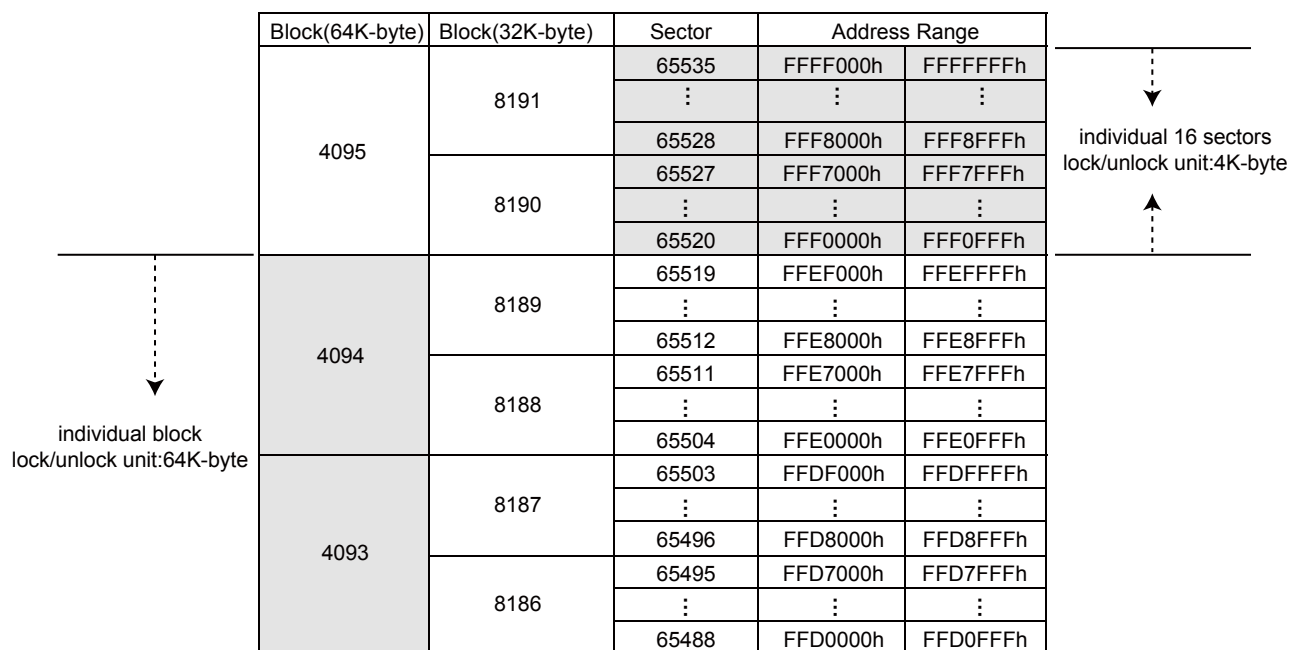 Block(64K-byte) Block(32K-byte) Sector Address Range
65535 FFFF000h FFFFFFFh
8191 ⋮ ⋮ ⋮
4095 65528 FFF8000h FFF8FFFh individual 16 sectors
65527 FFF7000h FFF7FFFh lock/unlock unit:4K-byte
8190 ⋮ ⋮ ⋮
65520 FFF0000h FFF0FFFh
65519 FFEF000h FFEFFFFh
8189 ⋮ ⋮ ⋮
4094 65512 FFE8000h FFE8FFFh
65511 FFE7000h FFE7FFFh
8188 ⋮ ⋮ ⋮
individual block 65504 FFE0000h FFE0FFFh
lock/unlock unit:64K-byte 65503 FFDF000h FFDFFFFh
8187 ⋮ ⋮ ⋮
4093 65496 FFD8000h FFD8FFFh
65495 FFD7000h FFD7FFFh
8186 ⋮ ⋮ ⋮
65488 FFD0000h FFD0FFFh